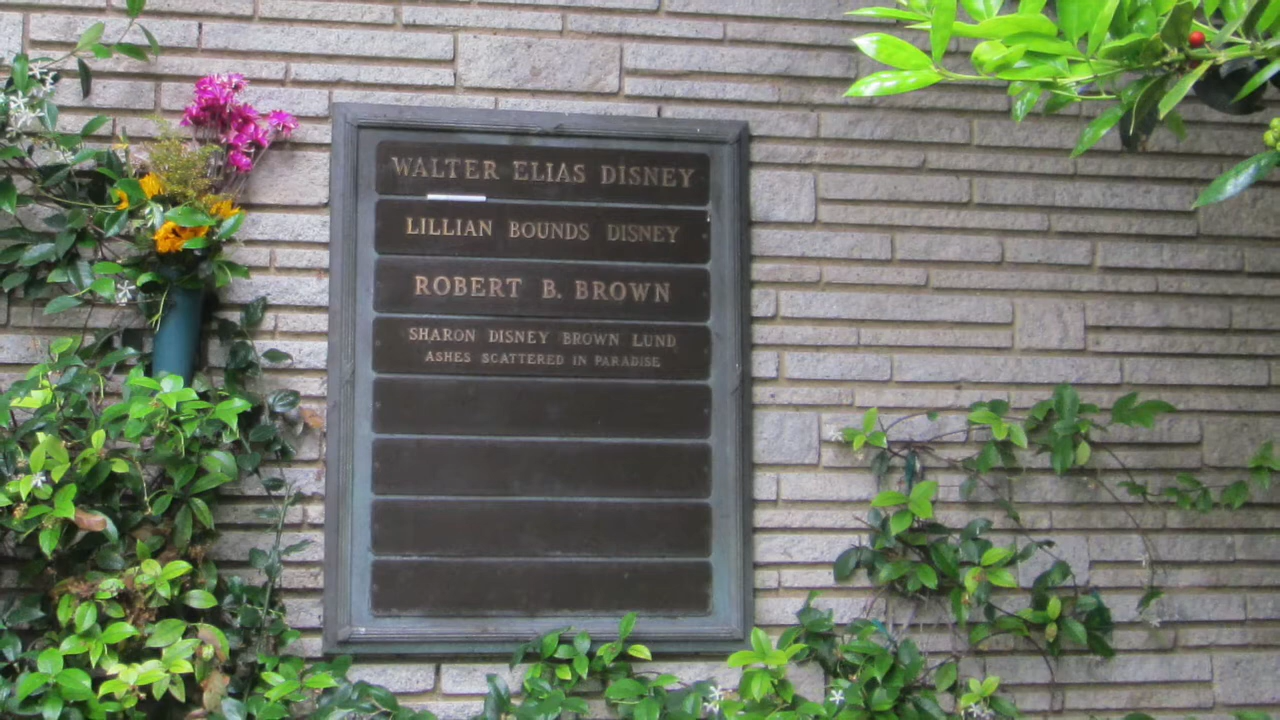 WALTER ELIAS DISNEY
LILLIAN BOUNDS DISNEY
ROBERT B. BROWN
SHARON DISNEY BROWN LUND
ASHES SCATTERED IN PARADISE